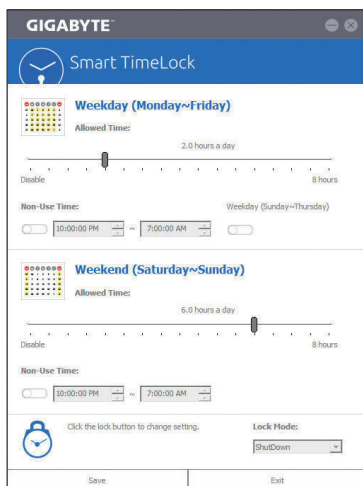 GIGABYTE™
Smart TimeLock
Weekday (Monday~Friday)
Allowed Time:
2.0 hours a day
Disable 8 hours
Non-Use Time: Weekday (Sunday~Thursday)
10:00:00 PM ~ 7:00:00 AM
Weekend (Saturday~Sunday)
Allowed Time:
6.0 hours a day
Disable 8 hours
Non-Use Time:
10:00:00 PM ~ 7:00:00 AM
Click the lock button to change setting. Lock Mode:
ShutDown
Save Exit